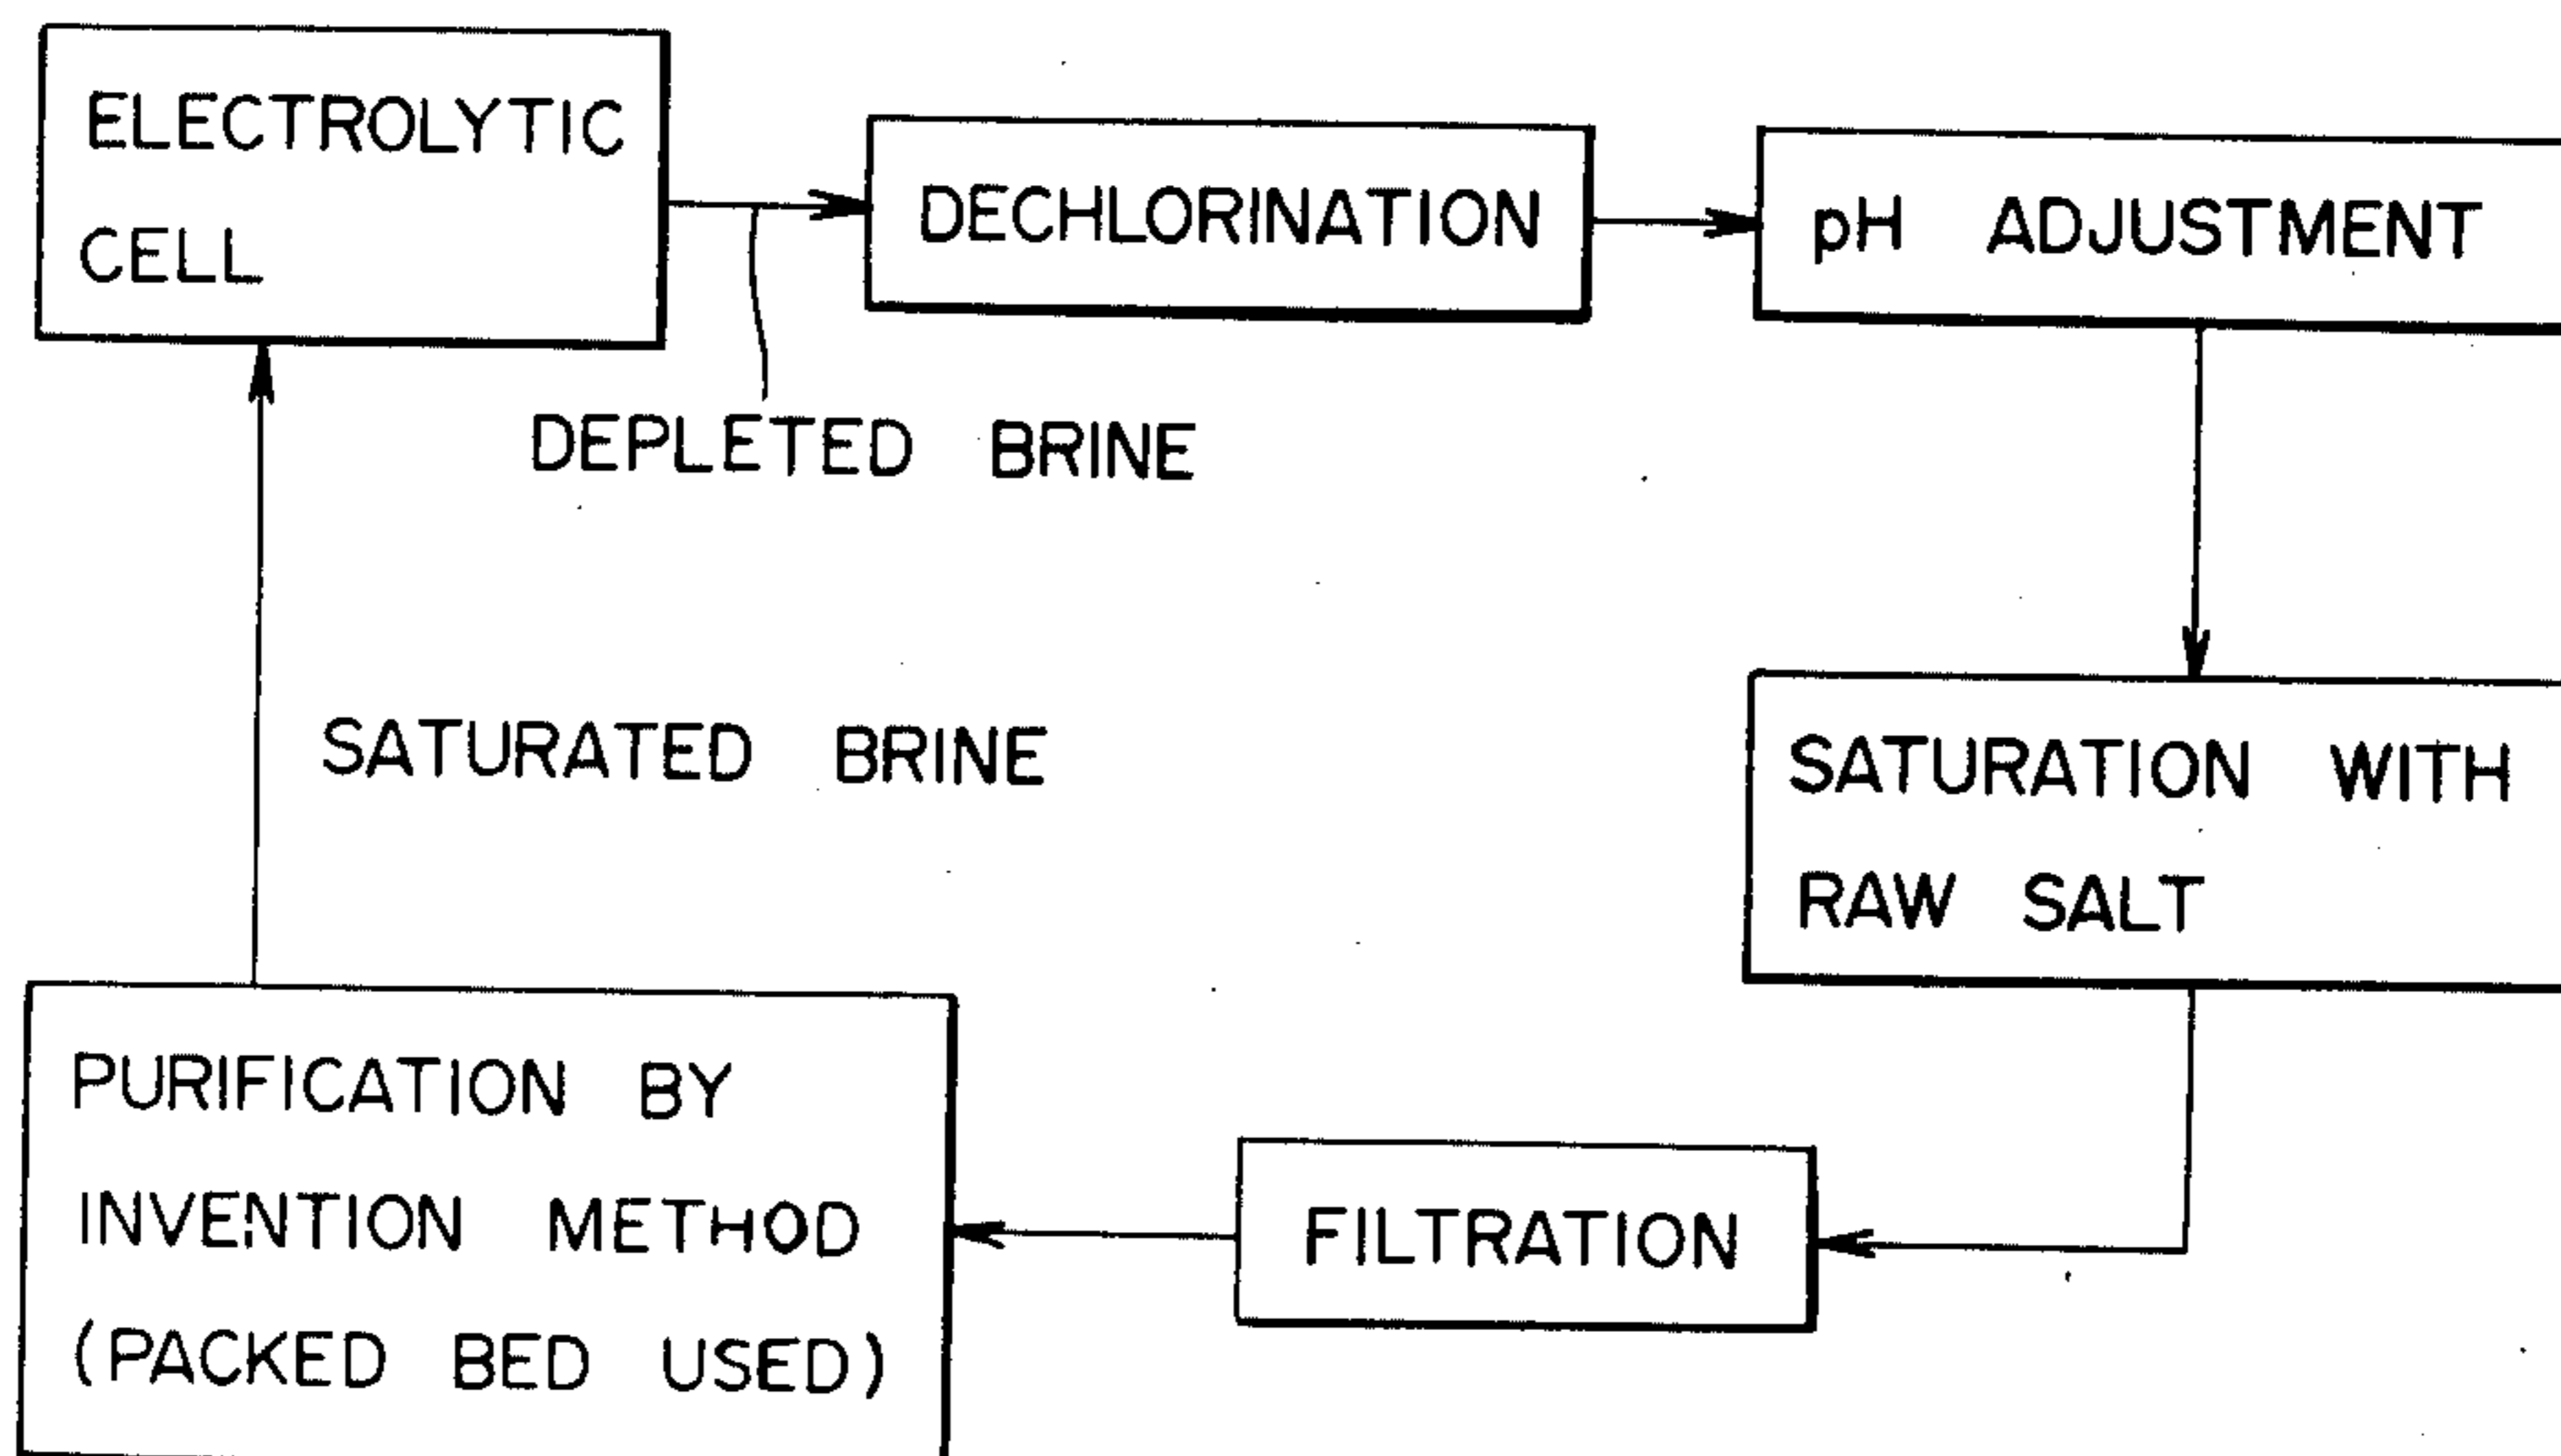 ELECTROLYTIC
CELL
DECHLORINATION
pH ADJUSTMENT
DEPLETED BRINE
SATURATED BRINE
SATURATION WITH
RAW SALT
PURIFICATION BY
INVENTION METHOD
(PACKED BED USED)
FILTRATION